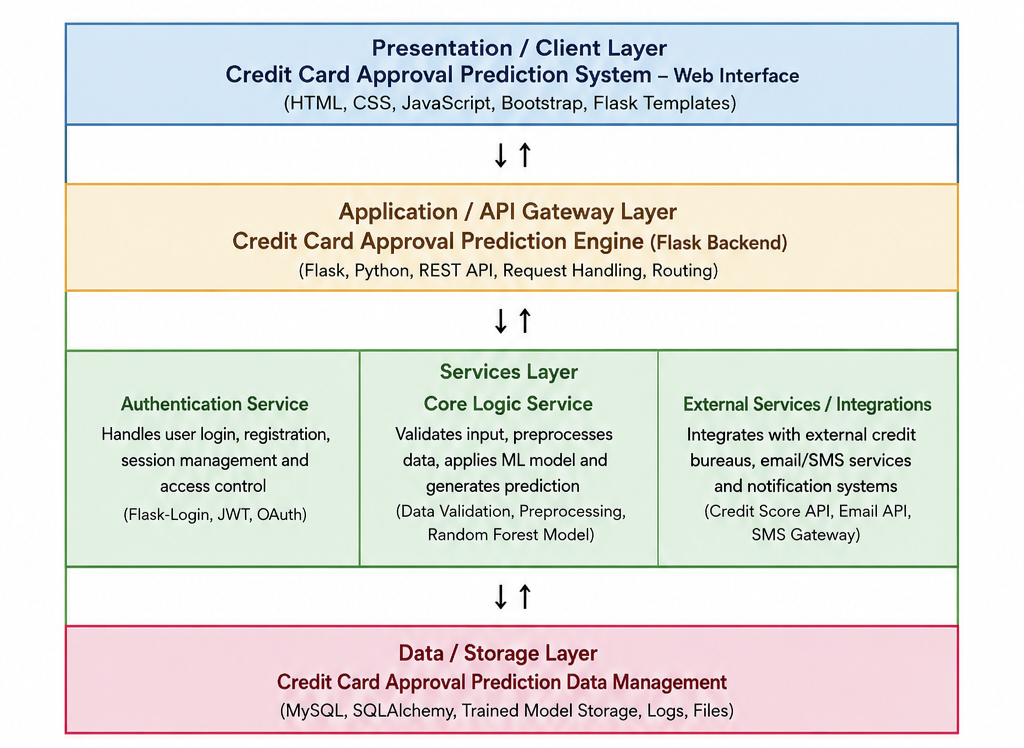 Presentation / Client Layer
Credit Card Approval Prediction System – Web Interface
(HTML, CSS, JavaScript, Bootstrap, Flask Templates)
↓ ↑
Application / API Gateway Layer
Credit Card Approval Prediction Engine (Flask Backend)
(Flask, Python, REST API, Request Handling, Routing)
↓ ↑
Services Layer
Authentication Service
Handles user login, registration,
session management and
access control
(Flask-Login, JWT, OAuth)
Core Logic Service
Validates input, preprocesses
data, applies ML model and
generates prediction
(Data Validation, Preprocessing,
Random Forest Model)
External Services / Integrations
Integrates with external credit
bureaus, email/SMS services
and notification systems
(Credit Score API, Email API,
SMS Gateway)
↓ ↑
Data / Storage Layer
Credit Card Approval Prediction Data Management
(MySQL, SQLAlchemy, Trained Model Storage, Logs, Files)